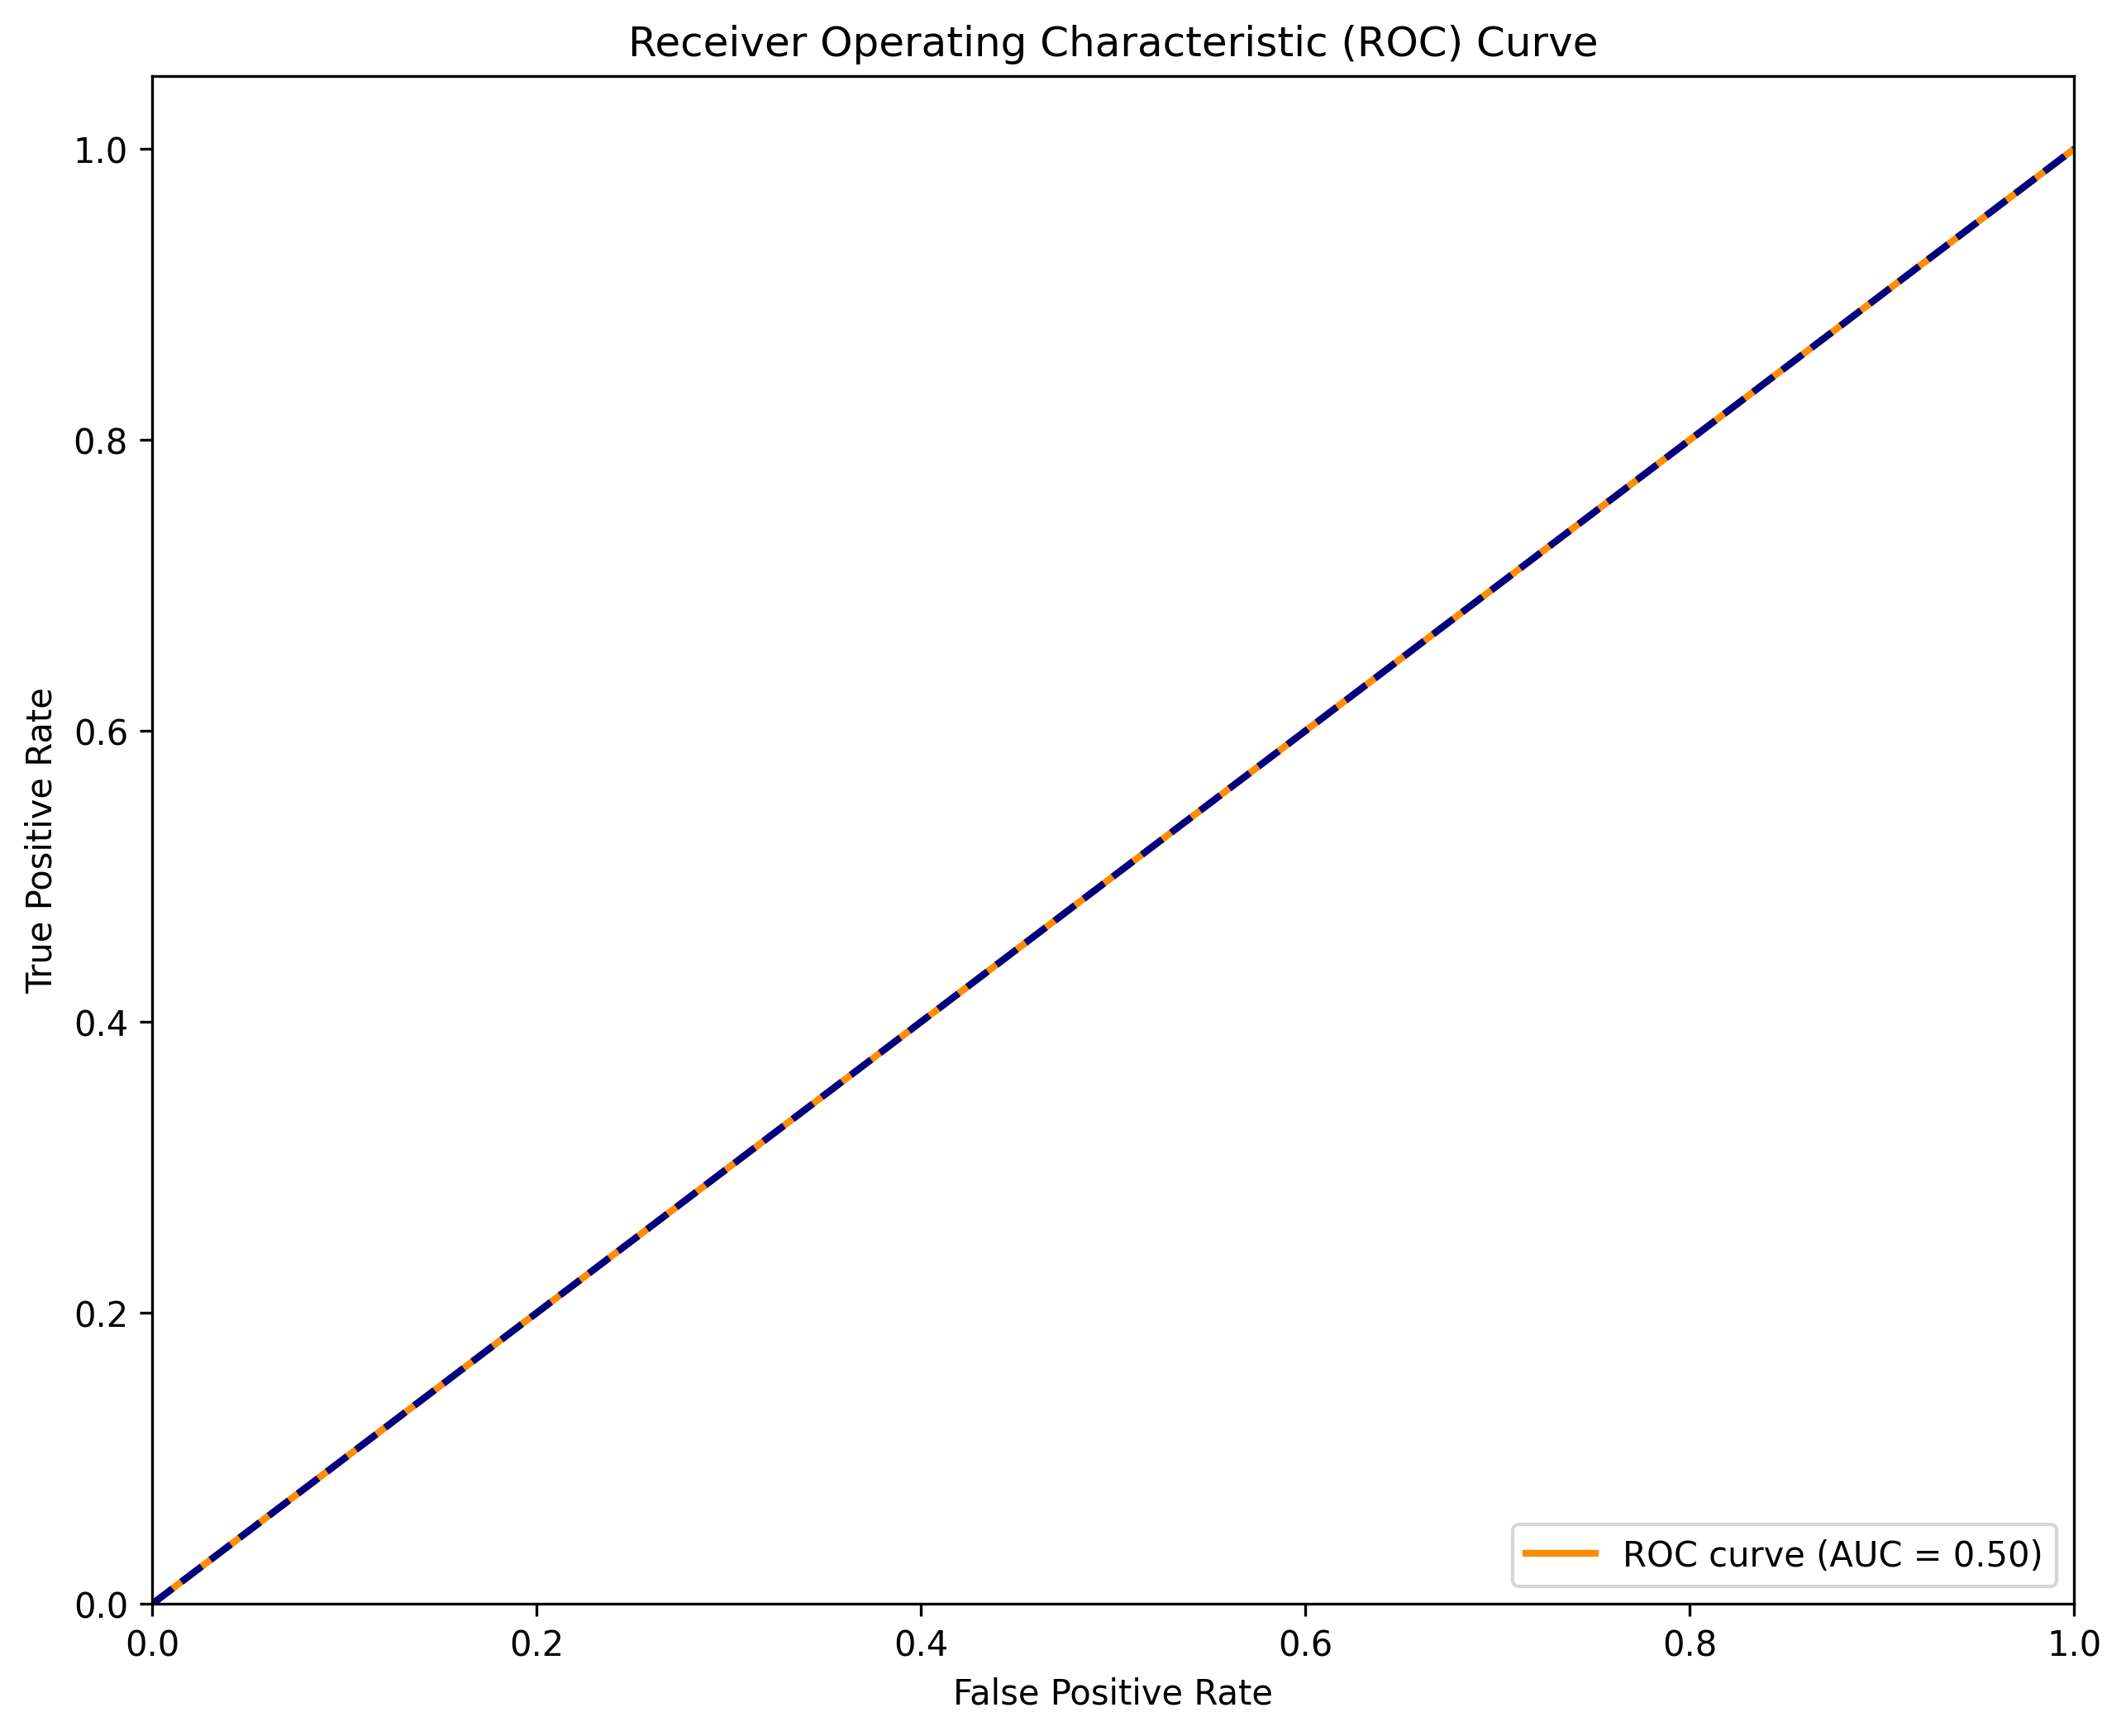 Receiver Operating Characteristic (ROC) Curve
True Positive Rate
1.0
0.8
0.6
0.4
0.2
0.0
ROC curve (AUC = 0.50)
0.0 0.2 0.4 0.6 0.8 1.0
False Positive Rate